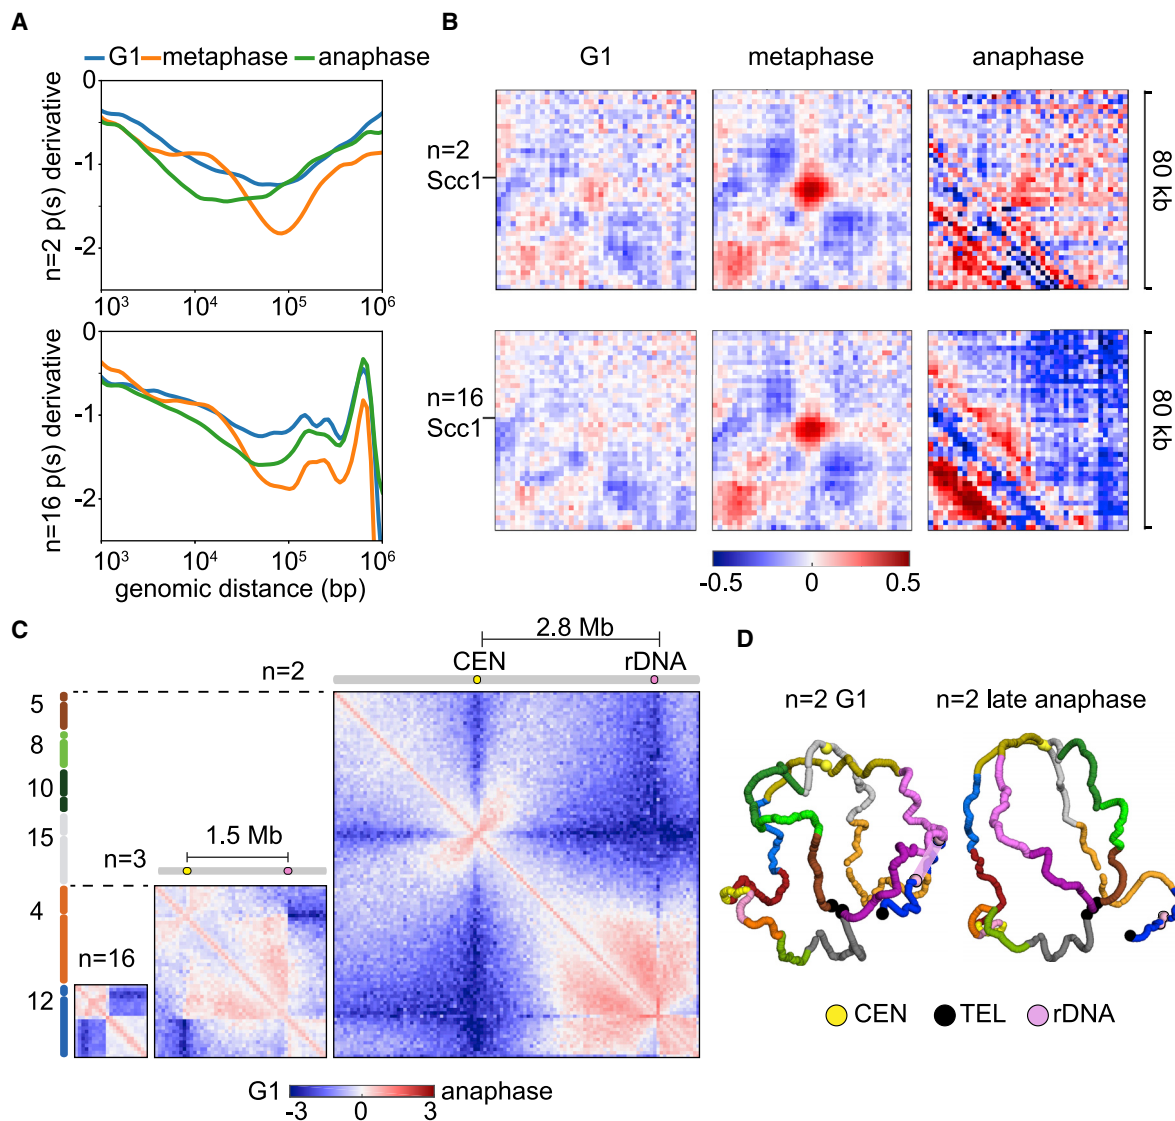 A
G1 metaphase anaphase
n=2 p(s) derivative
0
-1
-2
10³ 10⁴ 10⁵ 10⁶
n=16 p(s) derivative
0
-1
-2
10³ 10⁴ 10⁵ 10⁶
genomic distance (bp)
B
G1 metaphase anaphase
n=2
Scc1
80 kb
n=16
Scc1
80 kb
-0.5 0 0.5
C
2.8 Mb
n=2 CEN rDNA
5
8
10
15
1.5 Mb
n=3
4
n=16
12
G1 anaphase
-3 0 3
D
n=2 G1 n=2 late anaphase
CEN TEL rDNA